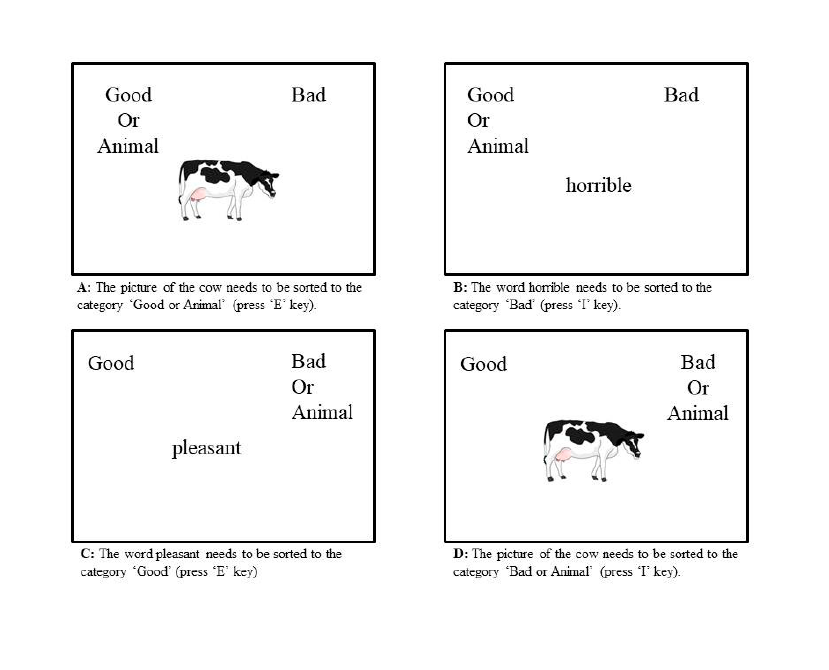 Good
Or
Animal
Bad
Good
Or
Animal
Bad
horrible
A: The picture of the cow needs to be sorted to the
category ‘Good or Animal’ (press ‘E’ key).
B: The word horrible needs to be sorted to the
category ‘Bad’ (press ‘I’ key).
Good
Bad
Or
Animal
pleasant
Good
Bad
Or
Animal
C: The word pleasant needs to be sorted to the
category ‘Good’ (press ‘E’ key)
D: The picture of the cow needs to be sorted to the
category ‘Bad or Animal’ (press ‘I’ key).